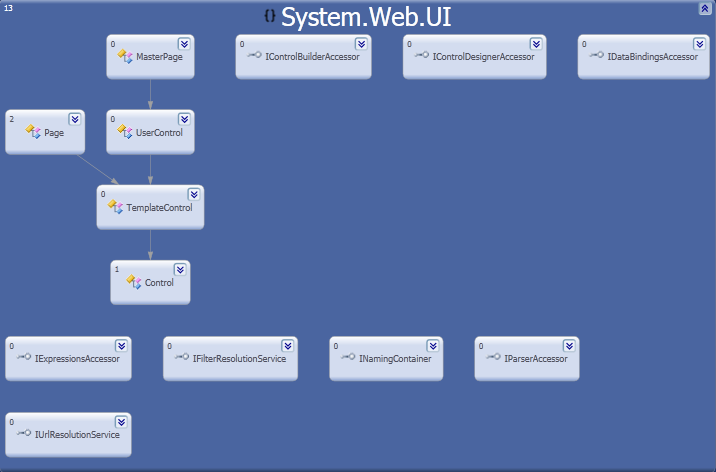 13
{} System.Web.UI
0
MasterPage
0
IControlBuilderAccessor
0
IControlDesignerAccessor
0
IDataBindingsAccessor
2
Page
0
UserControl
0
TemplateControl
1
Control
0
IExpressionsAccessor
0
IFilterResolutionService
0
INamingContainer
0
IParserAccessor
0
IUrlResolutionService